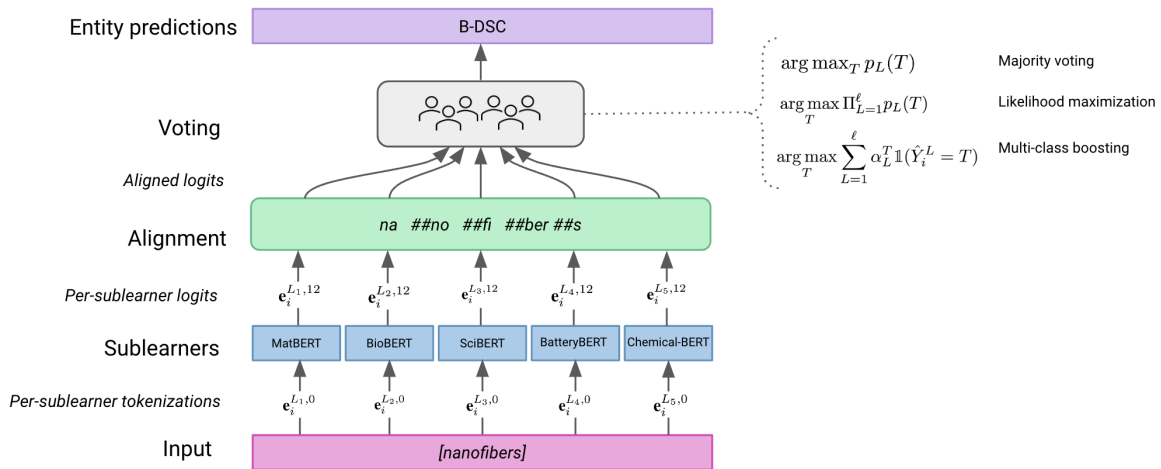 Entity predictions
B-DSC
Voting
arg max_T p_L(T)
Majority voting
arg max_T Π_{L=1}^ℓ p_L(T)
Likelihood maximization
arg max_T ∑_{L=1}^ℓ α_L^T 𝟙(Ŷ_i^L = T)
Multi-class boosting
Aligned logits
Alignment
na ##no ##fi ##ber ##s
Per-sublearner logits
e_i^{L_1,12} e_i^{L_2,12} e_i^{L_3,12} e_i^{L_4,12} e_i^{L_5,12}
Sublearners
MatBERT BioBERT SciBERT BatteryBERT Chemical-BERT
Per-sublearner tokenizations
e_i^{L_1,0} e_i^{L_2,0} e_i^{L_3,0} e_i^{L_4,0} e_i^{L_5,0}
Input
[nanofibers]